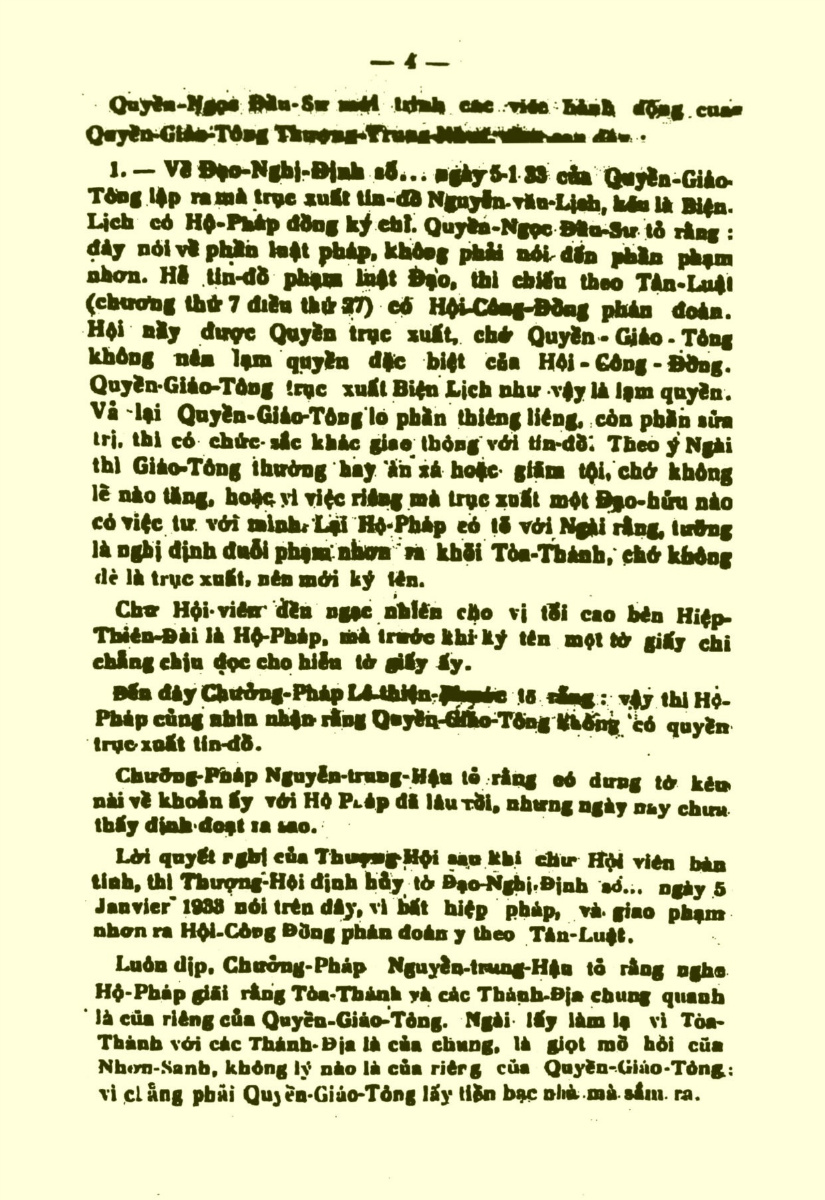 — 4 —
Quyền-Ngọc Đầu-Sư mới trình các việc hành động của
Quyền-Giáo-Tông Thượng-Trung-Nhựt như sau đây.
1. — Về Đạo-Nghị-Định số... ngày 5-1 33 của Quyền-Giáo-
Tông lập ra mà trục xuất tín-đồ Nguyễn-văn-Lịch, kêu là Biện.
Lịch có Hộ-Pháp đồng ký chỉ. Quyền-Ngọc-Đầu-Sư tỏ rằng :
đây nói về phần luật pháp, không phải nói đến phần phạm
nhơn. Hễ tín-đồ phạm luật Đạo, thì chiếu theo Tân-Luật
(chương thứ 7 điều thứ 27) có Hội-Công-Đồng phán đoán.
Hội nầy được Quyền trục xuất, chớ Quyền - Giáo - Tông
không nên lạm quyền đặc biệt của Hội - Công - Đồng.
Quyền-Giáo-Tông trục xuất Biện Lịch như vậy là lạm quyền.
Vả lại Quyền-Giáo-Tông lo phần thiêng liêng, còn phần sửa
trị, thì có chức-sắc khác giao thông với tín-đồ. Theo ý Ngài
thì Giáo-Tông thường hay ân xá hoặc giãm tội, chớ không
lẽ nào tăng, hoặc vì việc riêng mà trục xuất một Đạo-hữu nào
có việc tư với mình. Lại Hộ-Pháp có tỏ với Ngài rằng, tưỡng
là nghị định đuổi phạm nhơn ra khỏi Tòa-Thánh, chớ không
dè là trục xuất, nên mới ký tên.
Chư Hội-viên đền ngạc nhiên cho vị tối cao bên Hiệp-
Thiên-Đài là Hộ-Pháp, mà trước khi ký tên một tờ giấy chi
chẳng chịu đọc cho hiểu tờ giấy ấy.
Đến đây Chưởng-Pháp Lê-thiện-Phước tỏ rằng : vậy thì Hộ-
Pháp cũng nhìn nhận rằng Quyền-Giáo-Tông không có quyền
trục xuất tín-đồ.
Chưởng-Pháp Nguyễn-trung-Hậu tỏ rằng có dưng tờ kêu
nài về khoản ấy với Hộ Pháp đã lâu rồi, nhưng ngày nay chưa
thấy định đoạt ra sao.
Lời quyết nghị của Thượng-Hội sau khi chư Hội viên bàn
tính, thì Thượng-Hội định hủy tờ Đạo-Nghị-Định số... ngày 5
Janvier 1933 nói trên đây, vì bất hiệp pháp, và giao phạm
nhơn ra Hội-Công Đồng phán đoán y theo Tân-Luật.
Luôn dịp, Chưởng-Pháp Nguyễn-trung-Hậu tỏ rằng nghe
Hộ-Pháp giãi rằng Tòa-Thánh và các Thánh-Địa chung quanh
là của riêng của Quyền-Giáo-Tông. Ngài lấy làm lạ vì Tòa-
Thánh với các Thánh-Địa là của chung, là giọt mồ hôi của
Nhơn-Sanh, không lý nào là của riêng của Quyền-Giáo-Tông;
vì chẳng phải Quyền-Giáo-Tông lấy tiền bạc nhà mà sắm ra.